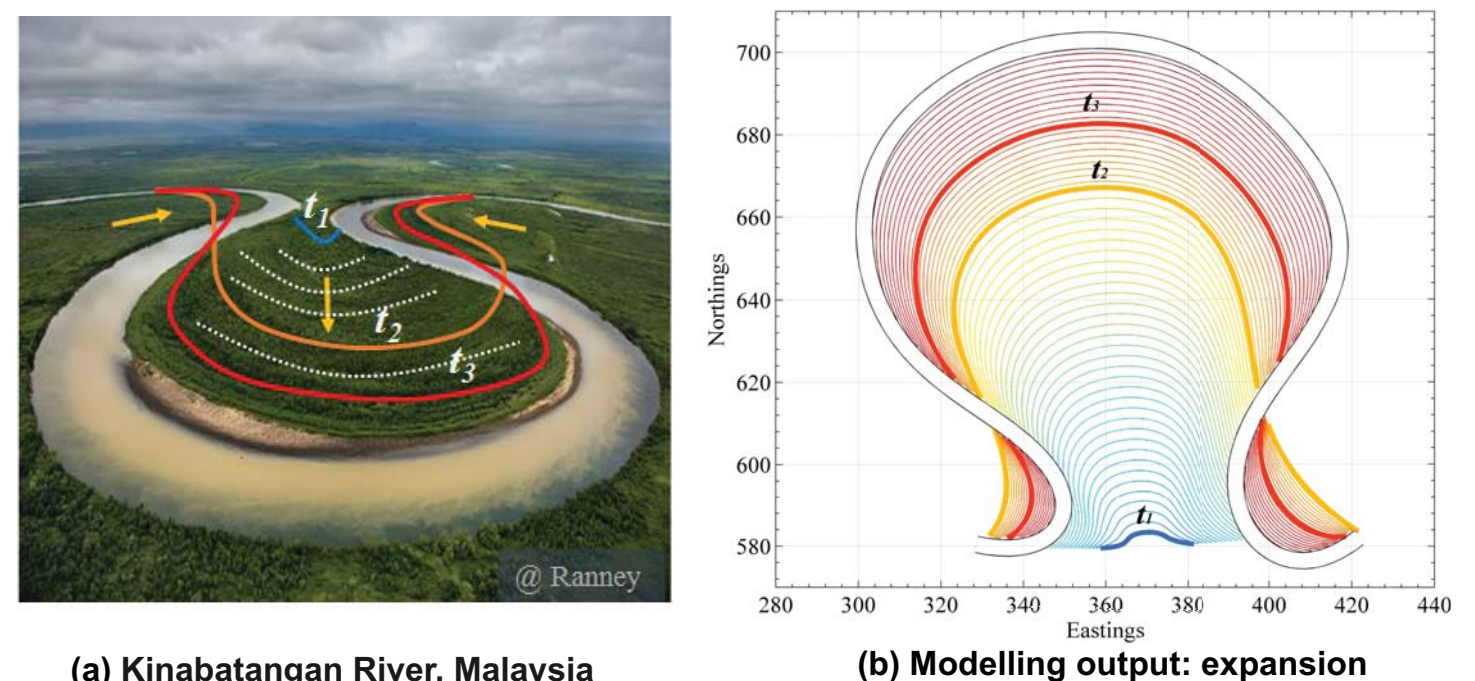 t1
t2
t3
@ Ranney
(a) Kinabatangan River, Malaysia
700
680
660
640
620
600
580
Northings
t3
t2
t1
280 300 320 340 360 380 400 420 440
Eastings
(b) Modelling output: expansion